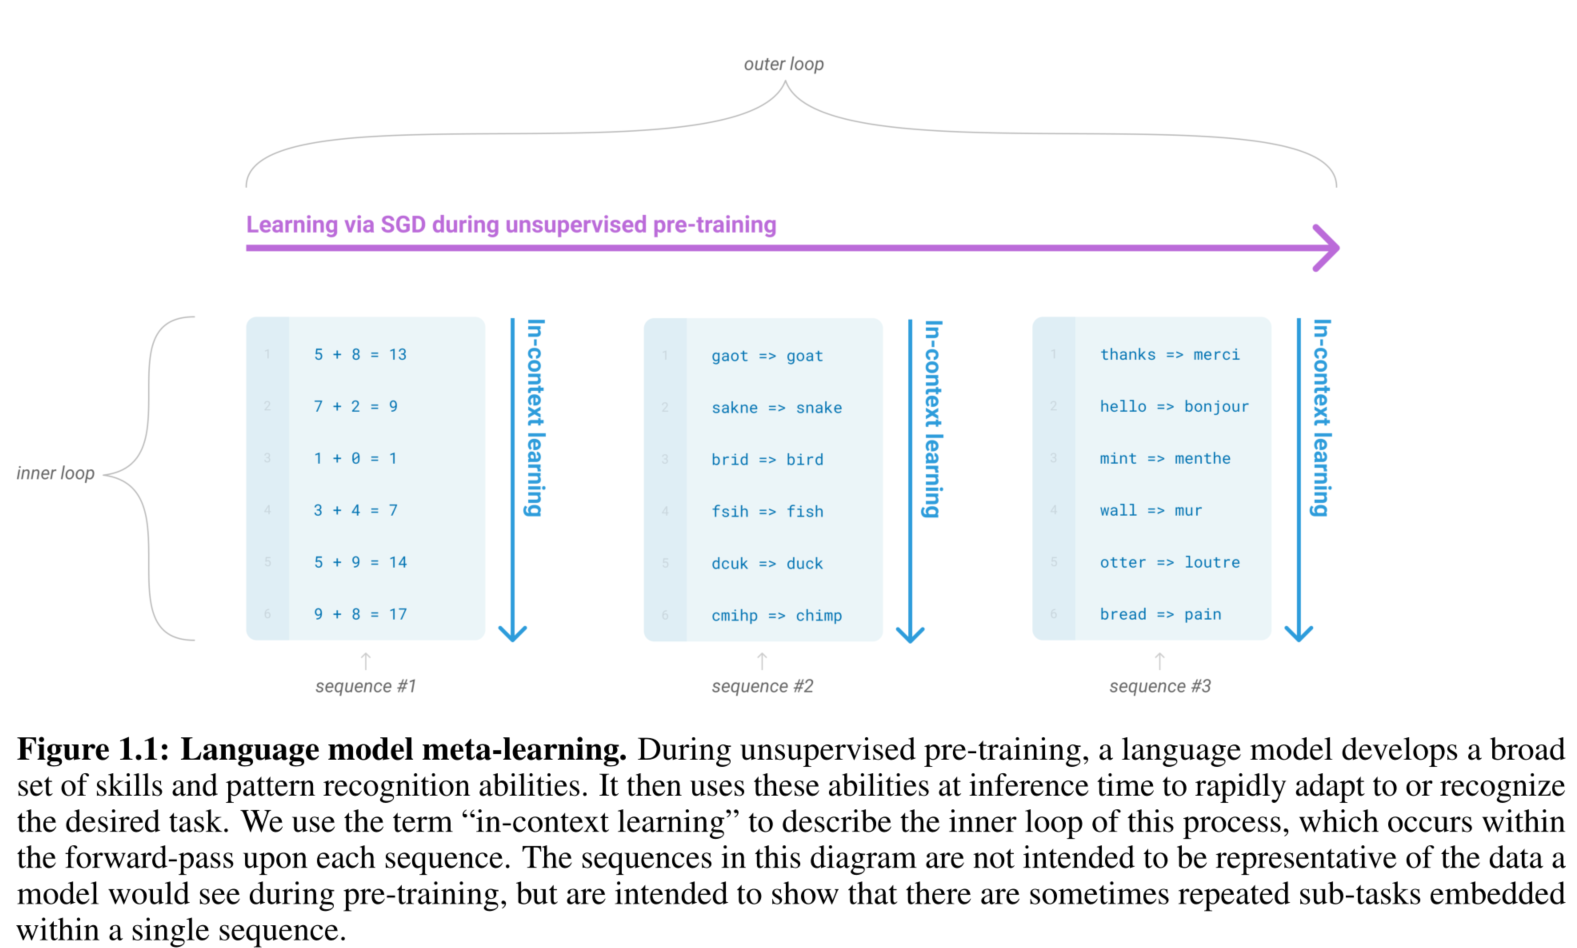 outer loop
Learning via SGD during unsupervised pre-training
inner loop
1 5 + 8 = 13
2 7 + 2 = 9
3 1 + 0 = 1
4 3 + 4 = 7
5 5 + 9 = 14
6 9 + 8 = 17
In-context learning
sequence #1
1 gaot => goat
2 sakne => snake
3 brid => bird
4 fsih => fish
5 dcuk => duck
6 cmihp => chimp
In-context learning
sequence #2
1 thanks => merci
2 hello => bonjour
3 mint => menthe
4 wall => mur
5 otter => loutre
6 bread => pain
In-context learning
sequence #3
Figure 1.1: Language model meta-learning. During unsupervised pre-training, a language model develops a broad
set of skills and pattern recognition abilities. It then uses these abilities at inference time to rapidly adapt to or recognize
the desired task. We use the term “in-context learning” to describe the inner loop of this process, which occurs within
the forward-pass upon each sequence. The sequences in this diagram are not intended to be representative of the data a
model would see during pre-training, but are intended to show that there are sometimes repeated sub-tasks embedded
within a single sequence.